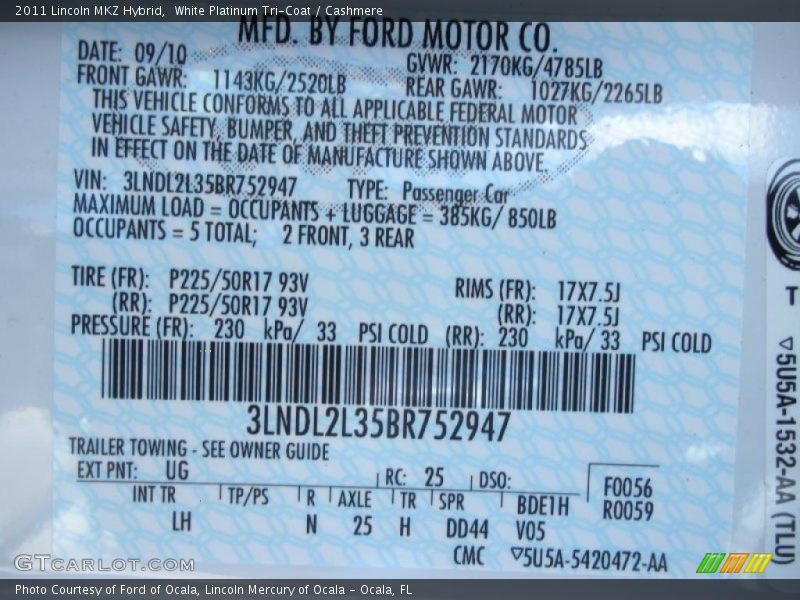 2011 Lincoln MKZ Hybrid,  White Platinum Tri-Coat / Cashmere
MFD. BY FORD MOTOR CO.
DATE: 09/10 GVWR: 2170KG/4785LB
FRONT GAWR: 1143KG/2520LB REAR GAWR: 1027KG/2265LB
THIS VEHICLE CONFORMS TO ALL APPLICABLE FEDERAL MOTOR
VEHICLE SAFETY, BUMPER, AND THEFT PREVENTION STANDARDS
IN EFFECT ON THE DATE OF MANUFACTURE SHOWN ABOVE.
VIN: 3LNDL2L35BR752947 TYPE: Passenger Car
MAXIMUM LOAD = OCCUPANTS + LUGGAGE = 385KG/ 850LB
OCCUPANTS = 5 TOTAL; 2 FRONT, 3 REAR
TIRE (FR): P225/50R17 93V RIMS (FR): 17X7.5J
(RR): P225/50R17 93V (RR): 17X7.5J
PRESSURE (FR): 230 kPa/ 33 PSI COLD (RR): 230 kPa/ 33 PSI COLD
3LNDL2L35BR752947
TRAILER TOWING - SEE OWNER GUIDE
EXT PNT: UG RC: 25 DSO: F0056
INT TR TP/PS R AXLE TR SPR BDE1H R0059
LH N 25 H DD44 V05
CMC ▽5U5A-5420472-AA
T ▽5U5A-1532-AA (TLU)
GTCARLOT.COM
Photo Courtesy of Ford of Ocala, Lincoln Mercury of Ocala - Ocala, FL